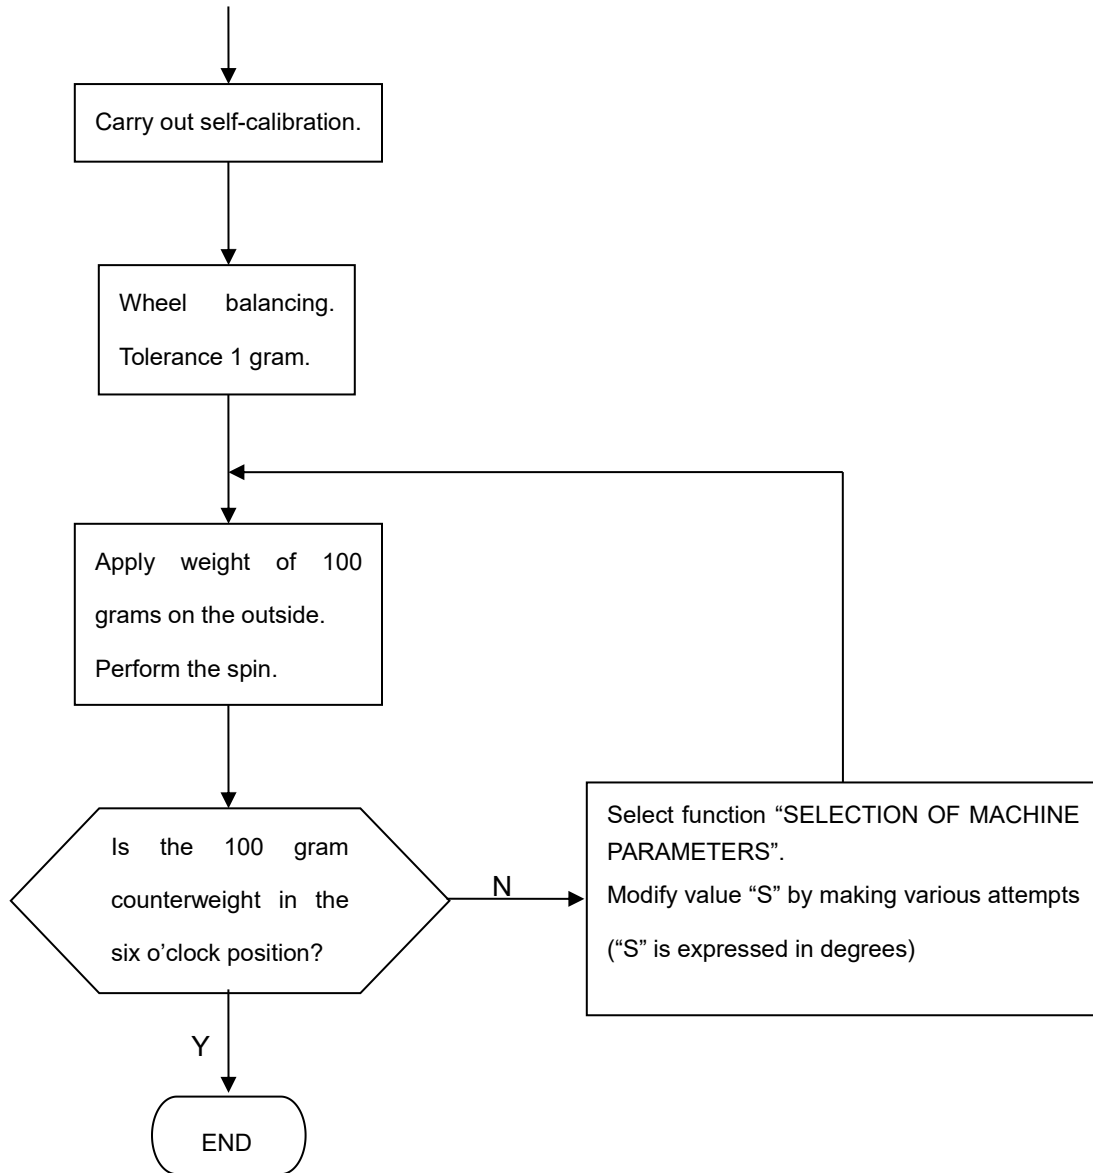 Carry out self-calibration.
Wheel balancing.
Tolerance 1 gram.
Apply weight of 100
grams on the outside.
Perform the spin.
Is the 100 gram
counterweight in the
six o’clock position?
N
Select function “SELECTION OF MACHINE
PARAMETERS”.
Modify value “S” by making various attempts
(“S” is expressed in degrees)
Y
END